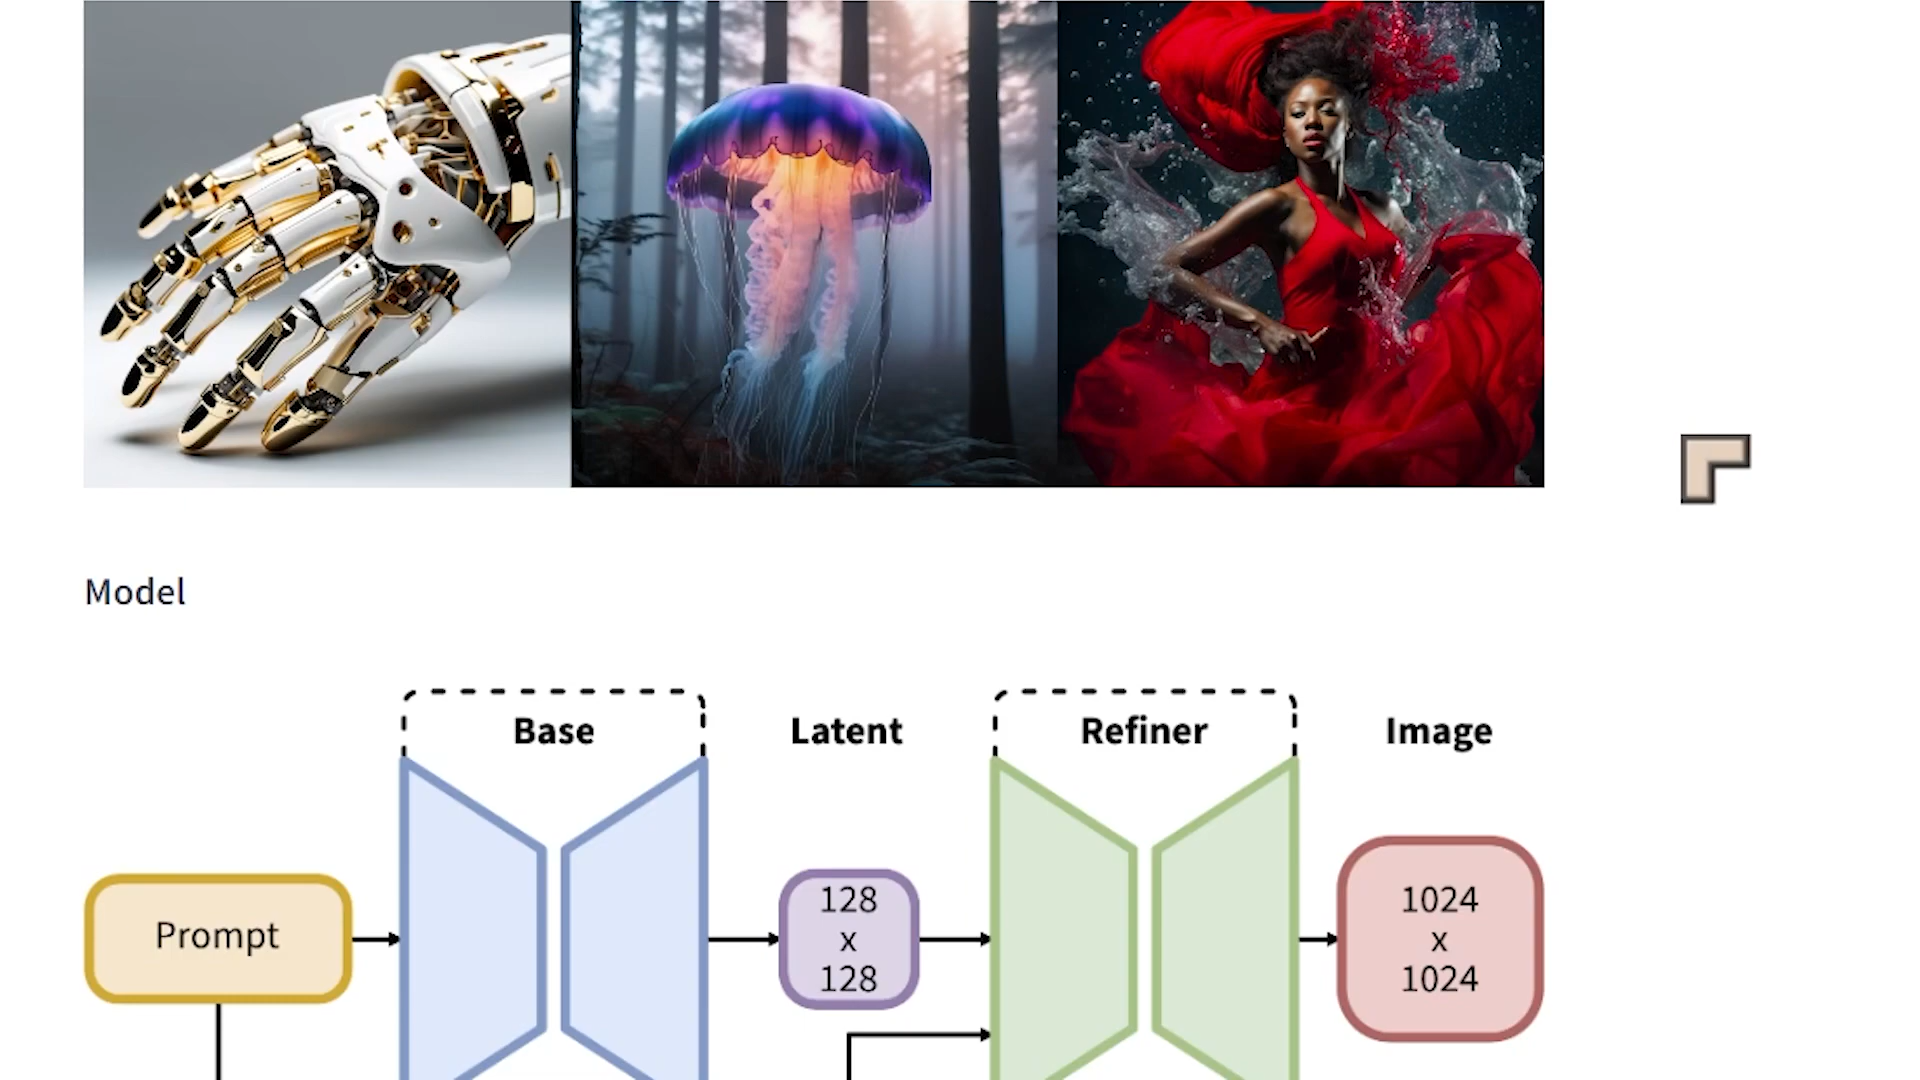 Model
Base
Latent
Refiner
Image
Prompt
128
x
128
1024
x
1024